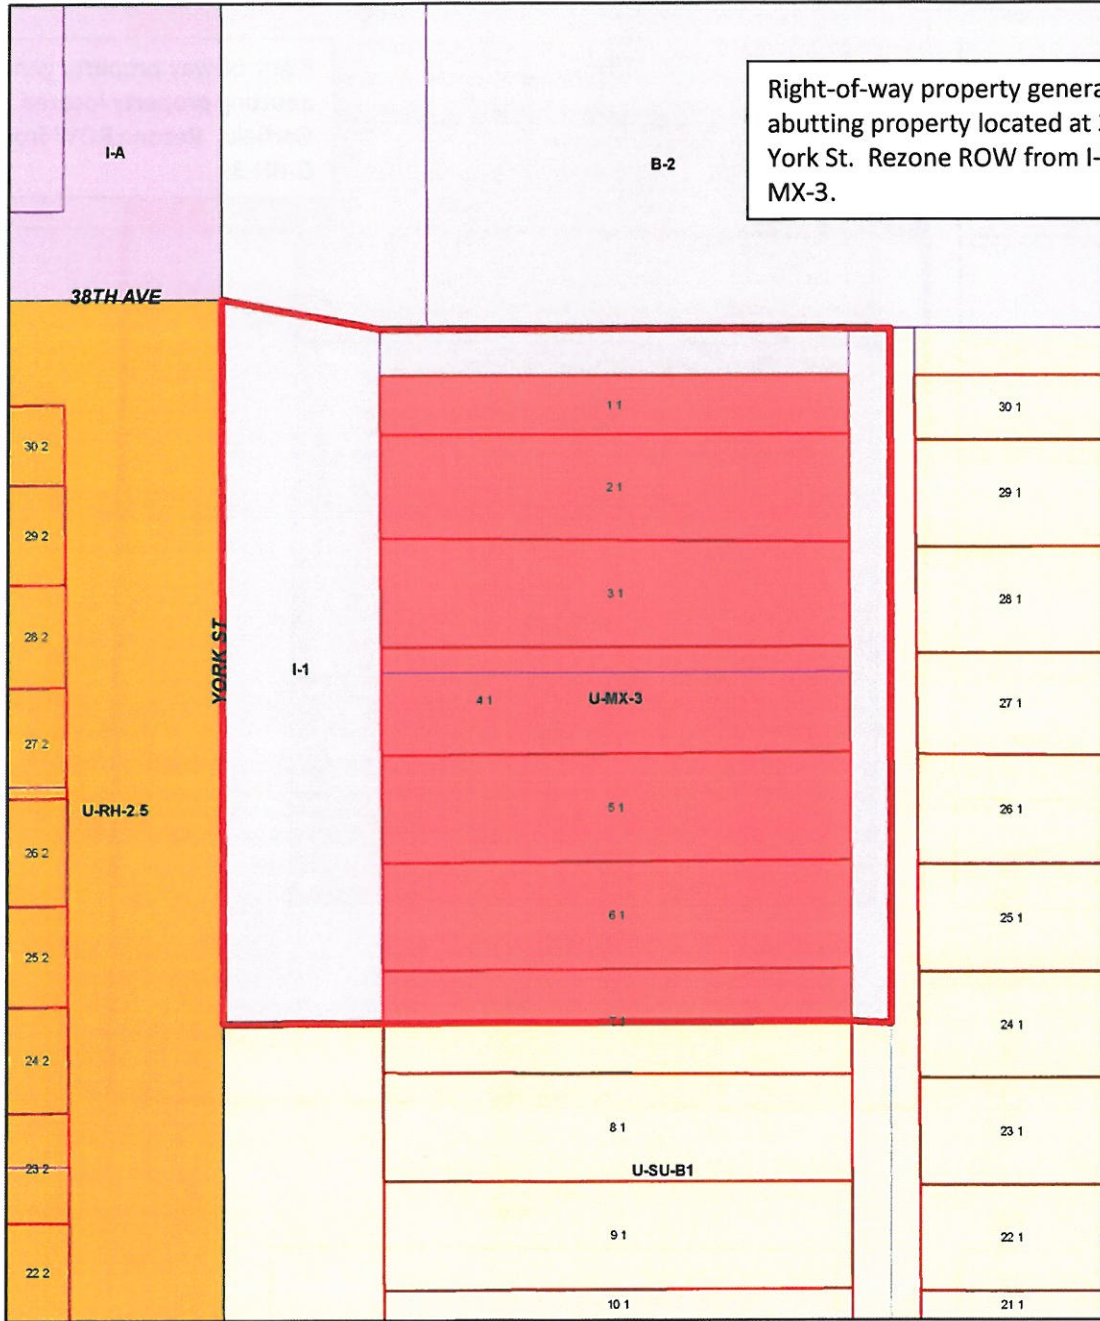 Right-of-way property genera
abutting property located at
York St. Rezone ROW from I-
MX-3.
I-A
B-2
38TH AVE
1 1
30 1
30 2
2 1
29 1
29 2
3 1
28 1
28 2
YORK ST
I-1
4 1
U-MX-3
27 1
27 2
U-RH-2.5
5 1
26 1
26 2
6 1
25 1
25 2
7 1
24 1
24 2
8 1
23 1
23 2
U-SU-B1
9 1
22 1
22 2
10 1
21 1